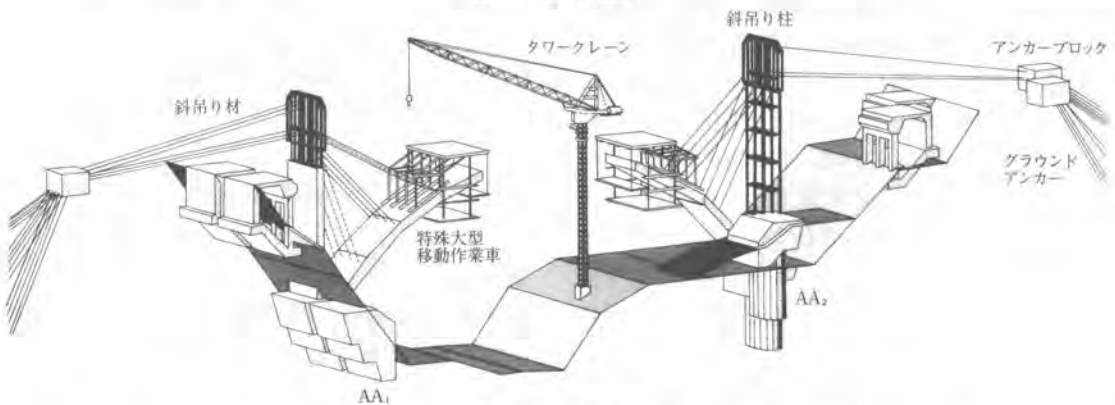 斜吊り柱
タワークレーン
アンカーブロック
斜吊り材
グラウンド
アンカー
特殊大型
移動作業車
AA₂
AA₁